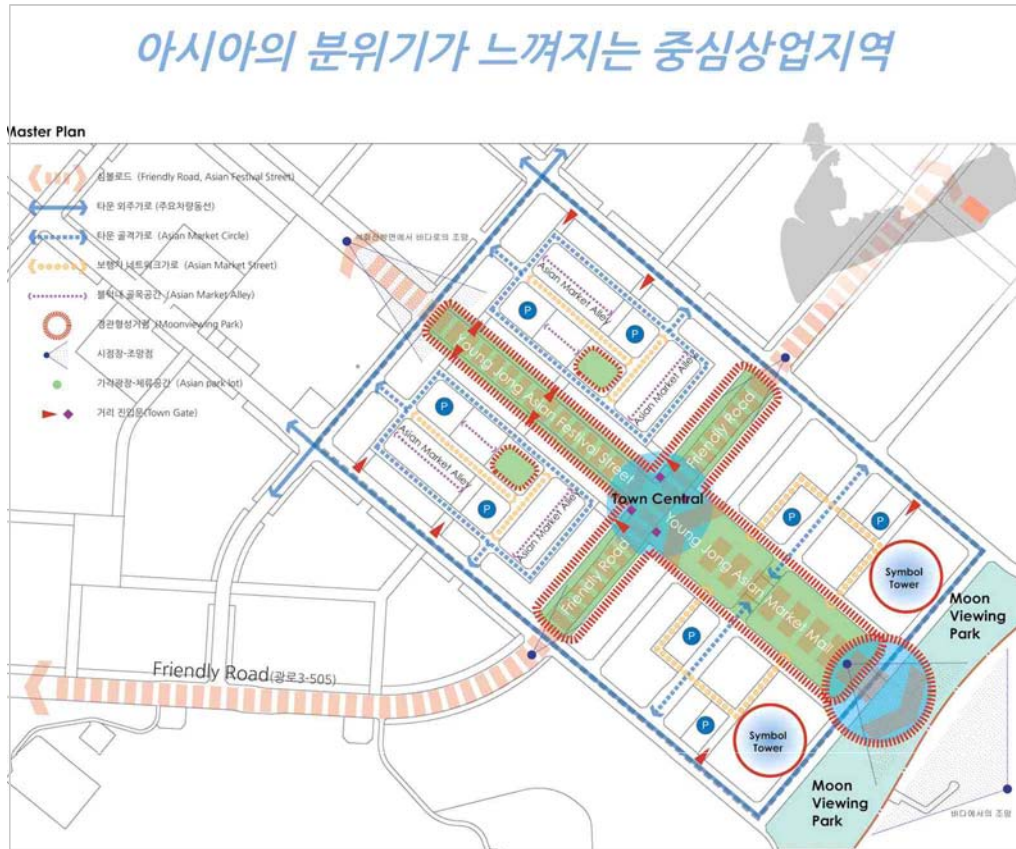 아시아의 분위기가 느껴지는 중심상업지역
Master Plan
심볼로드 (Friendly Road, Asian Festival Street)
타운 외주가로 (주요차량동선)
타운 골격가로 (Asian Market Circle)
보행자 네트워크가로 (Asian Market Street)
블럭내 골목공간 (Asian Market Alley)
경관형성거점 (Moonviewing Park)
시점장-조망점
가각광장-체류공간 (Asian park lot)
거리 진입문(Town Gate)
바다로의 조망
Asian Market Alley
P
P
Asian Market Alley
Young Jong Asian Festival Street
Friendly Road
P
Asian Market Alley
P
Asian Market Alley
Town Central
Friendly Road
Young Jong Asian Market Mall
P
P
Symbol
Tower
Moon
Viewing
Park
P
P
Symbol
Tower
Friendly Road(광로3-505)
Moon
Viewing
Park
바다에서의 조망